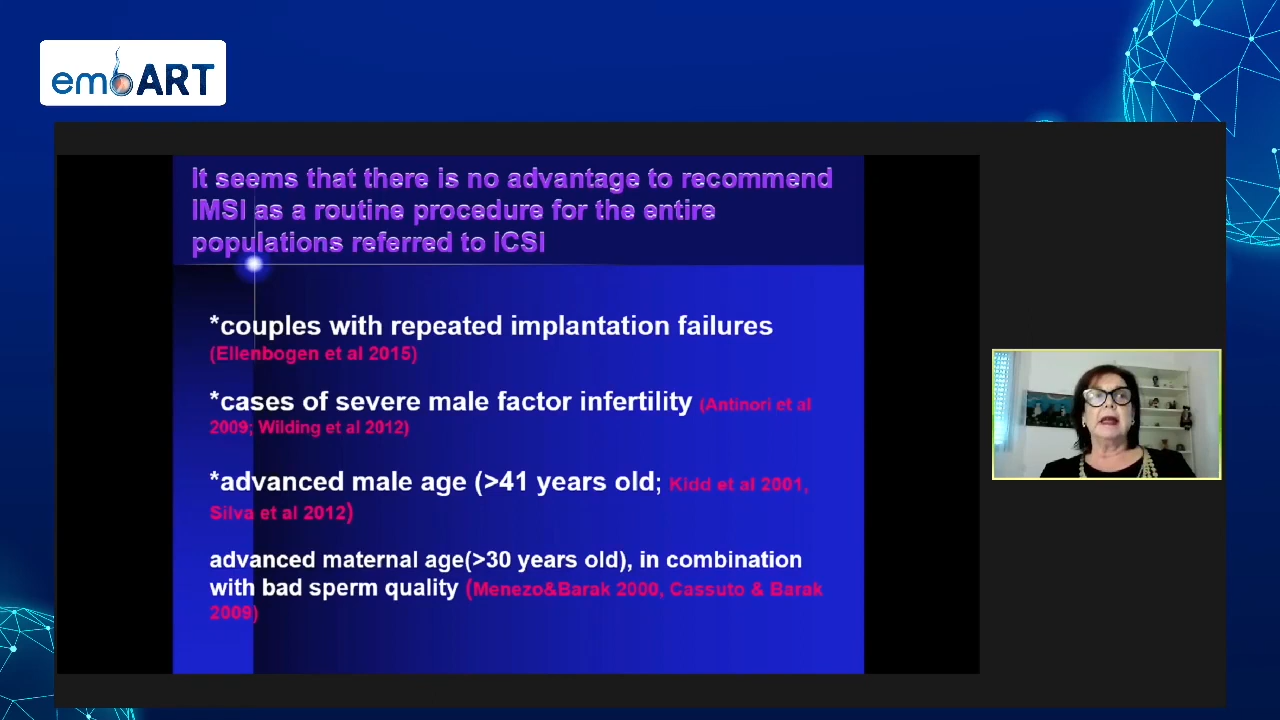 embART
It seems that there is no advantage to recommend
IMSI as a routine procedure for the entire
populations referred to ICSI
*couples with repeated implantation failures
(Ellenbogen et al 2015)
*cases of severe male factor infertility (Antinori et al
2009; Wilding et al 2012)
*advanced male age (>41 years old; Kidd et al 2001,
Silva et al 2012)
advanced maternal age(>30 years old), in combination
with bad sperm quality (Menezo&Barak 2000, Cassuto & Barak
2009)